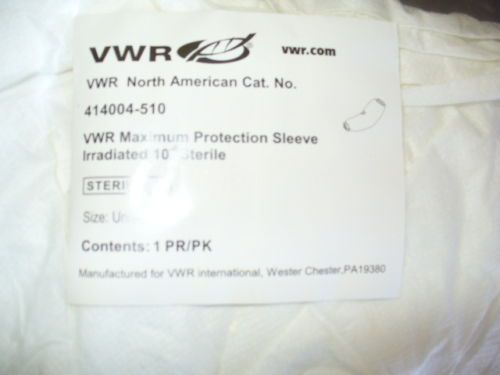 VWR vwr.com
VWR North American Cat. No.
414004-510
VWR Maximum Protection Sleeve
Irradiated Sterile
Size:
Contents: 1 PR/PK
Manufactured for VWR international, Wester Chester,PA19380